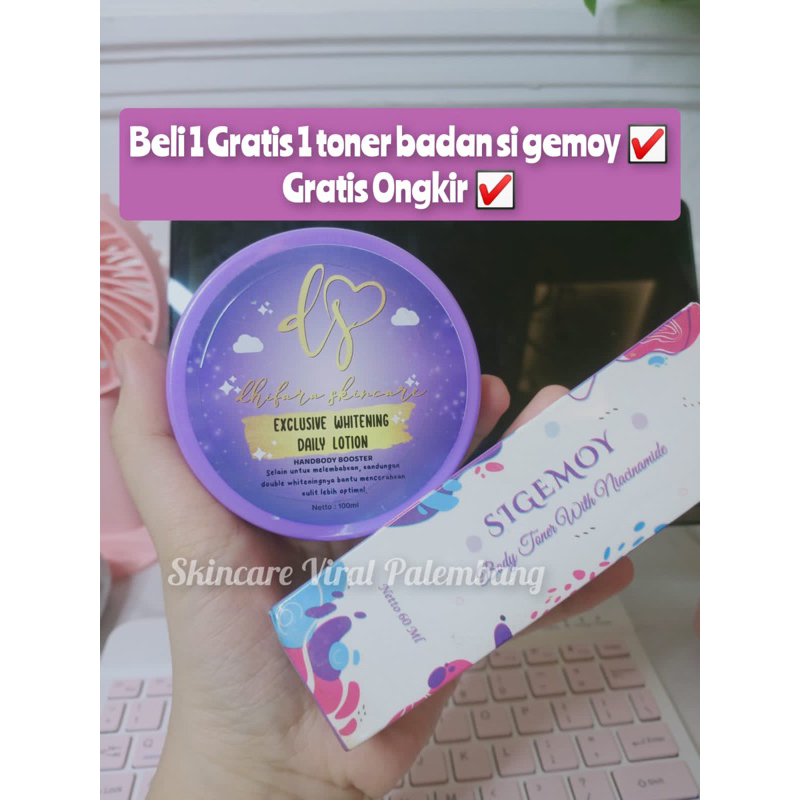 Beli 1 Gratis 1 toner badan si gemoy
Gratis Ongkir
ds
dhifara skincare
EXCLUSIVE WHITENING
DAILY LOTION
HANDBODY BOOSTER
Selain untuk melembabkan, kandungan
double whiteningnya bantu mencerahkan
kulit lebih optimal.
Netto : 100ml
SIGEMOY
Body Toner With Niacinamide
Netto 60 Ml
Skincare Viral Palembang